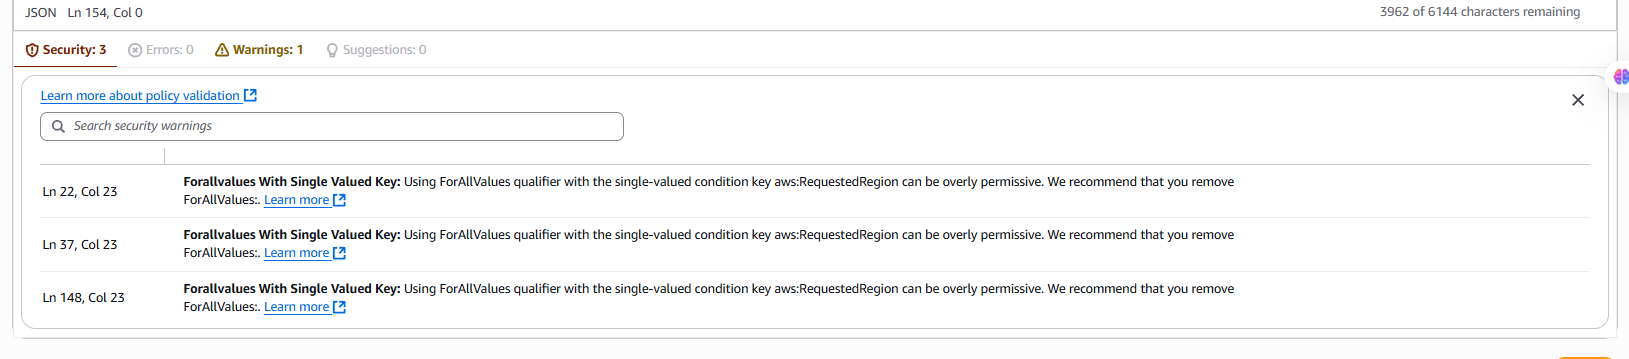 JSON Ln 154, Col 0 3962 of 6144 characters remaining
Security: 3 Errors: 0 Warnings: 1 Suggestions: 0
Learn more about policy validation
Search security warnings
Ln 22, Col 23 Forallvalues With Single Valued Key: Using ForAllValues qualifier with the single-valued condition key aws:RequestedRegion can be overly permissive. We recommend that you remove
ForAllValues:. Learn more
Ln 37, Col 23 Forallvalues With Single Valued Key: Using ForAllValues qualifier with the single-valued condition key aws:RequestedRegion can be overly permissive. We recommend that you remove
ForAllValues:. Learn more
Ln 148, Col 23 Forallvalues With Single Valued Key: Using ForAllValues qualifier with the single-valued condition key aws:RequestedRegion can be overly permissive. We recommend that you remove
ForAllValues:. Learn more